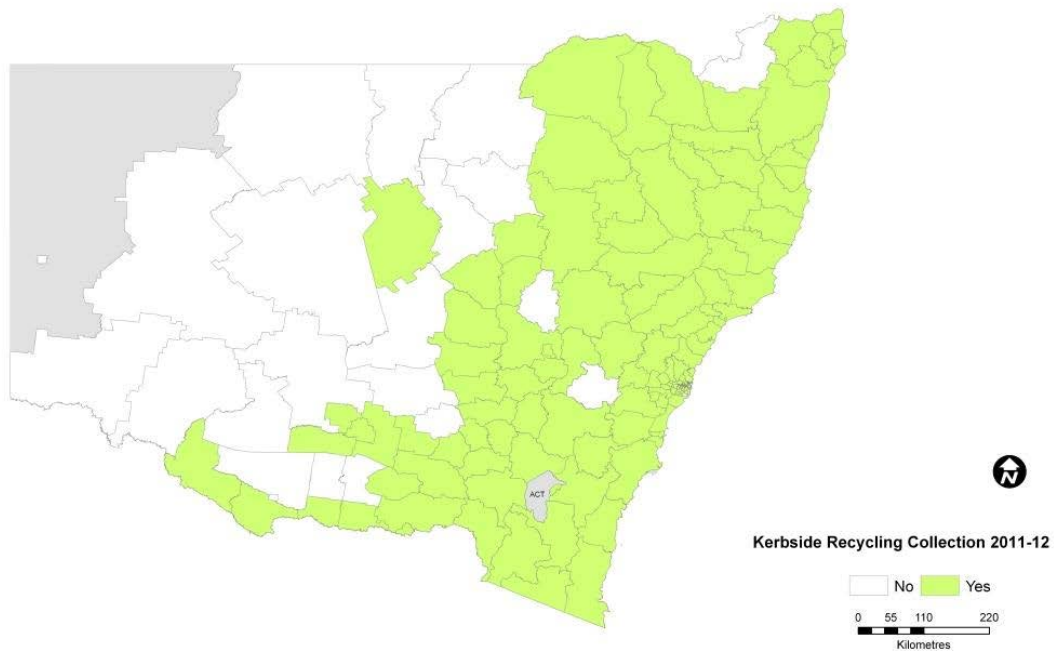 ACT
N
Kerbside Recycling Collection 2011-12
No Yes
0 55 110 220
Kilometres